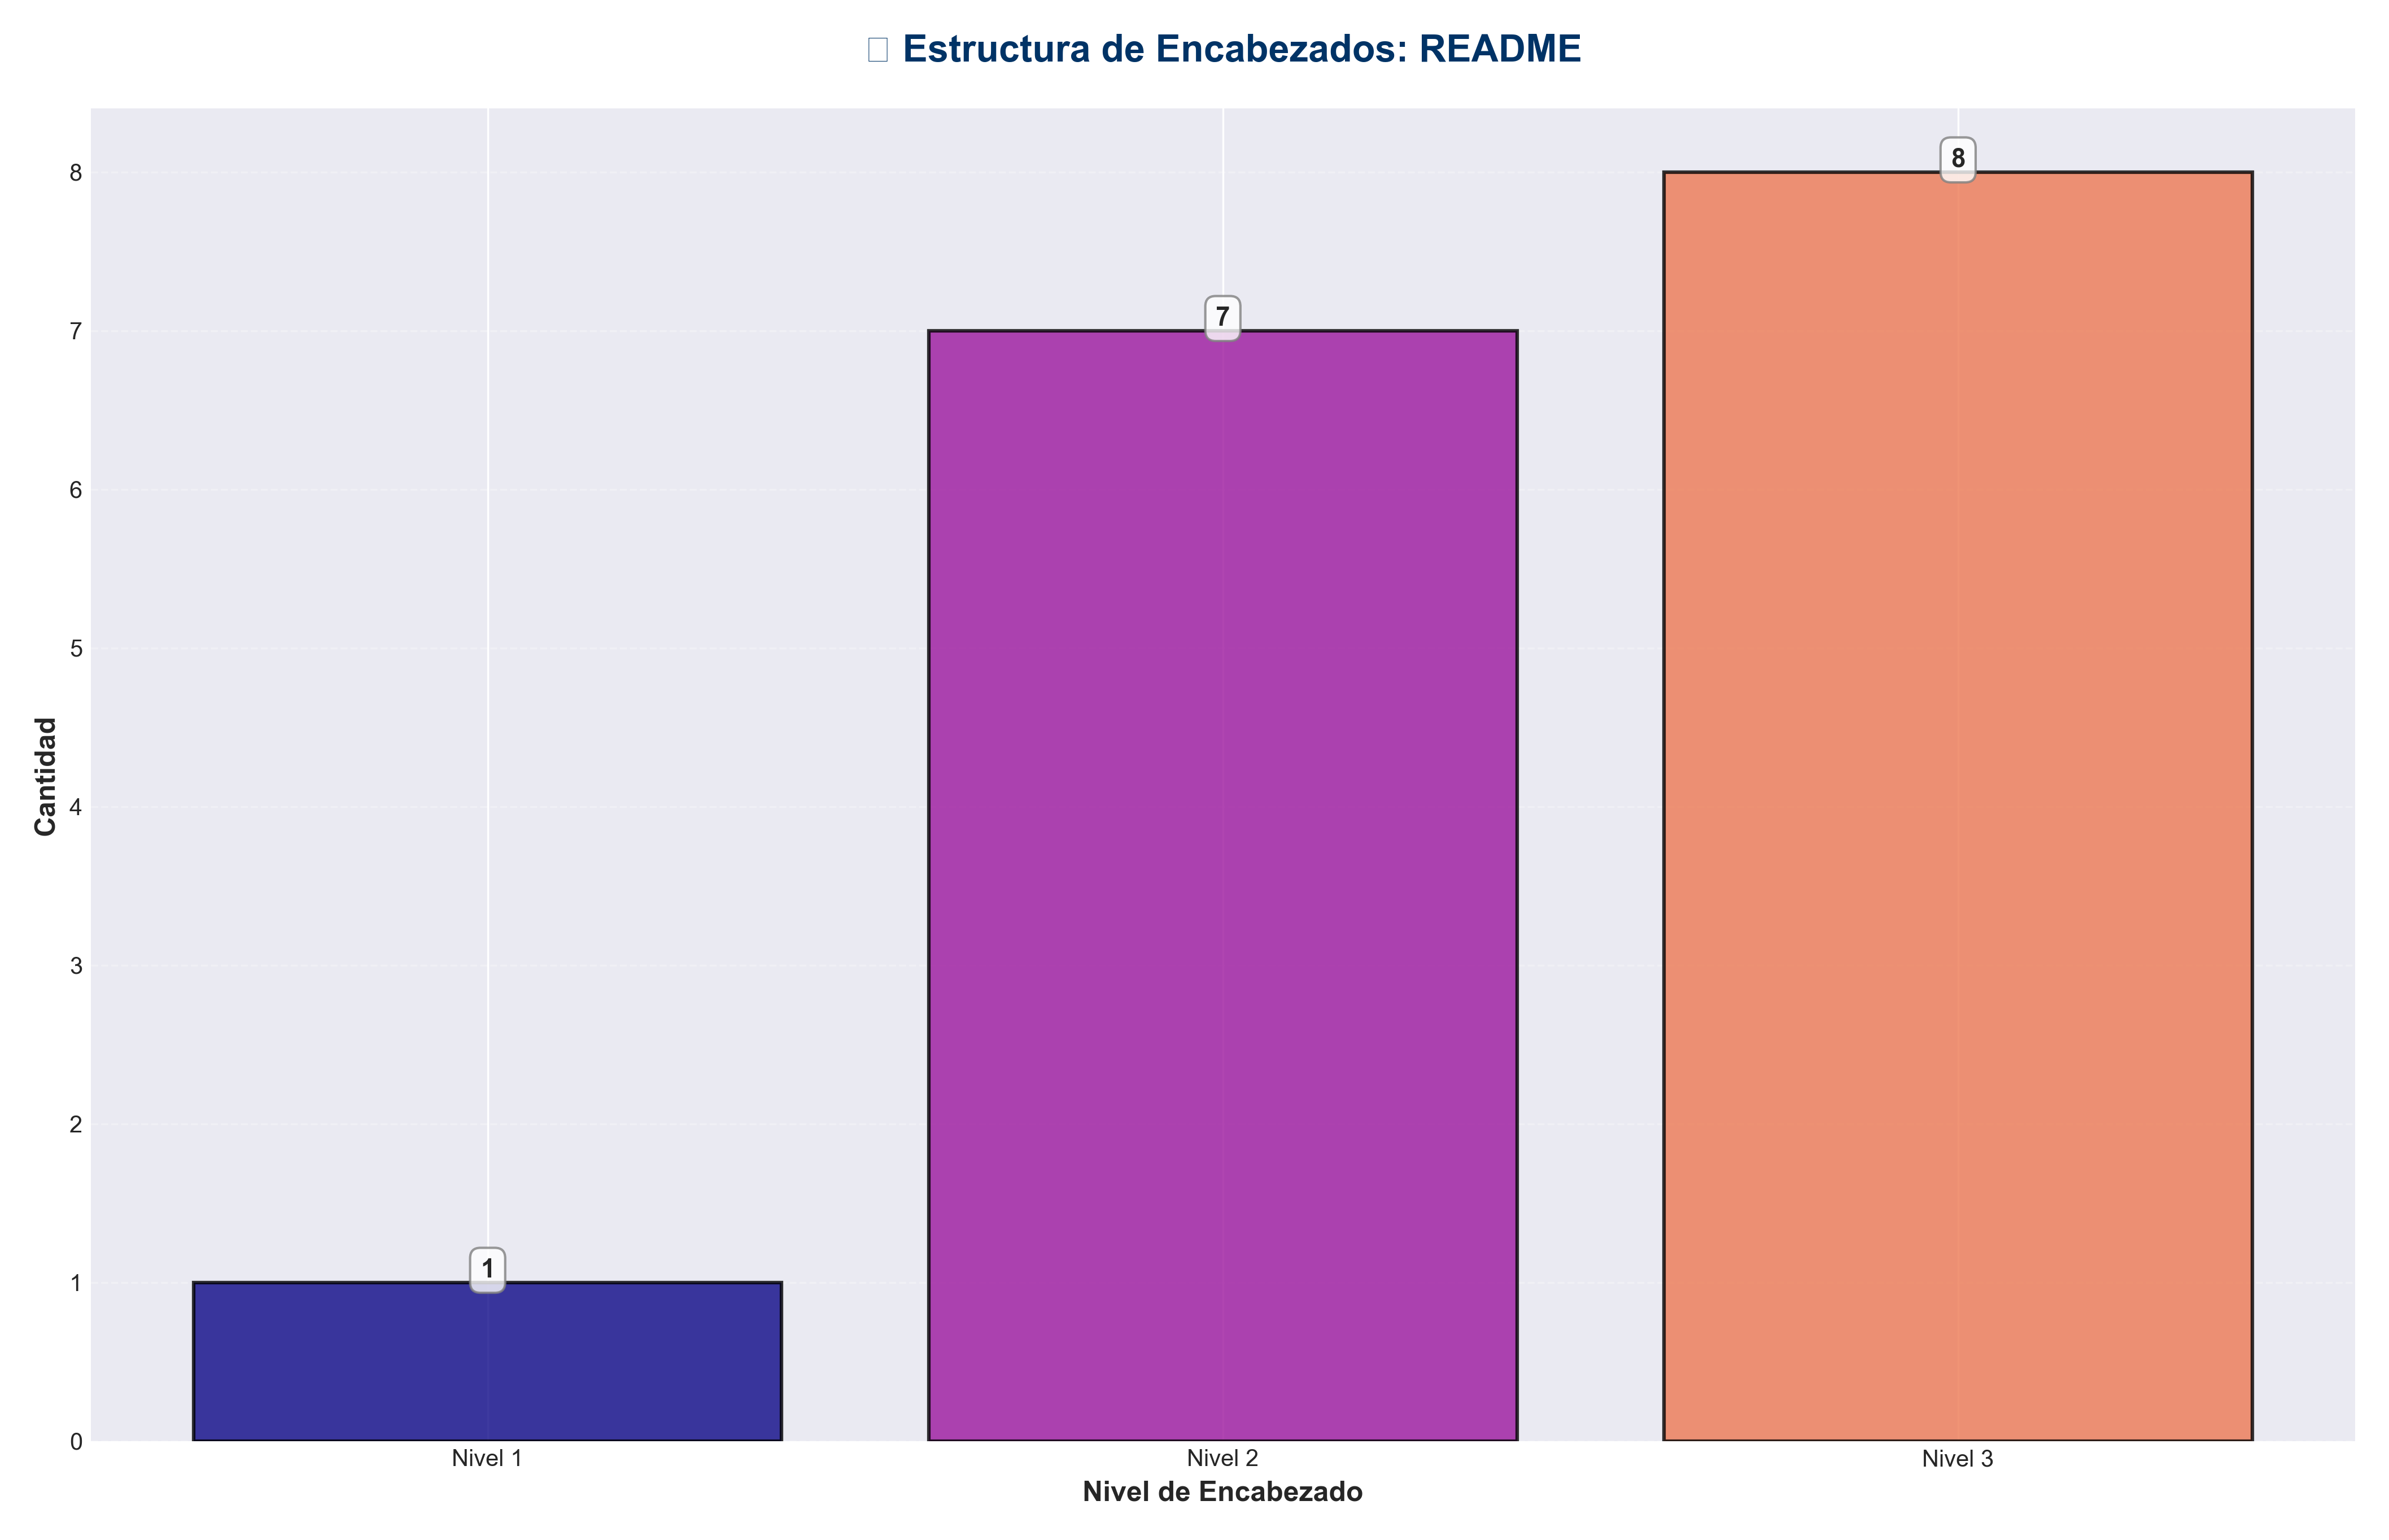 Estructura de Encabezados: README
8
7
1
8
7
6
5
4
3
2
1
0
Cantidad
Nivel 1
Nivel 2
Nivel 3
Nivel de Encabezado